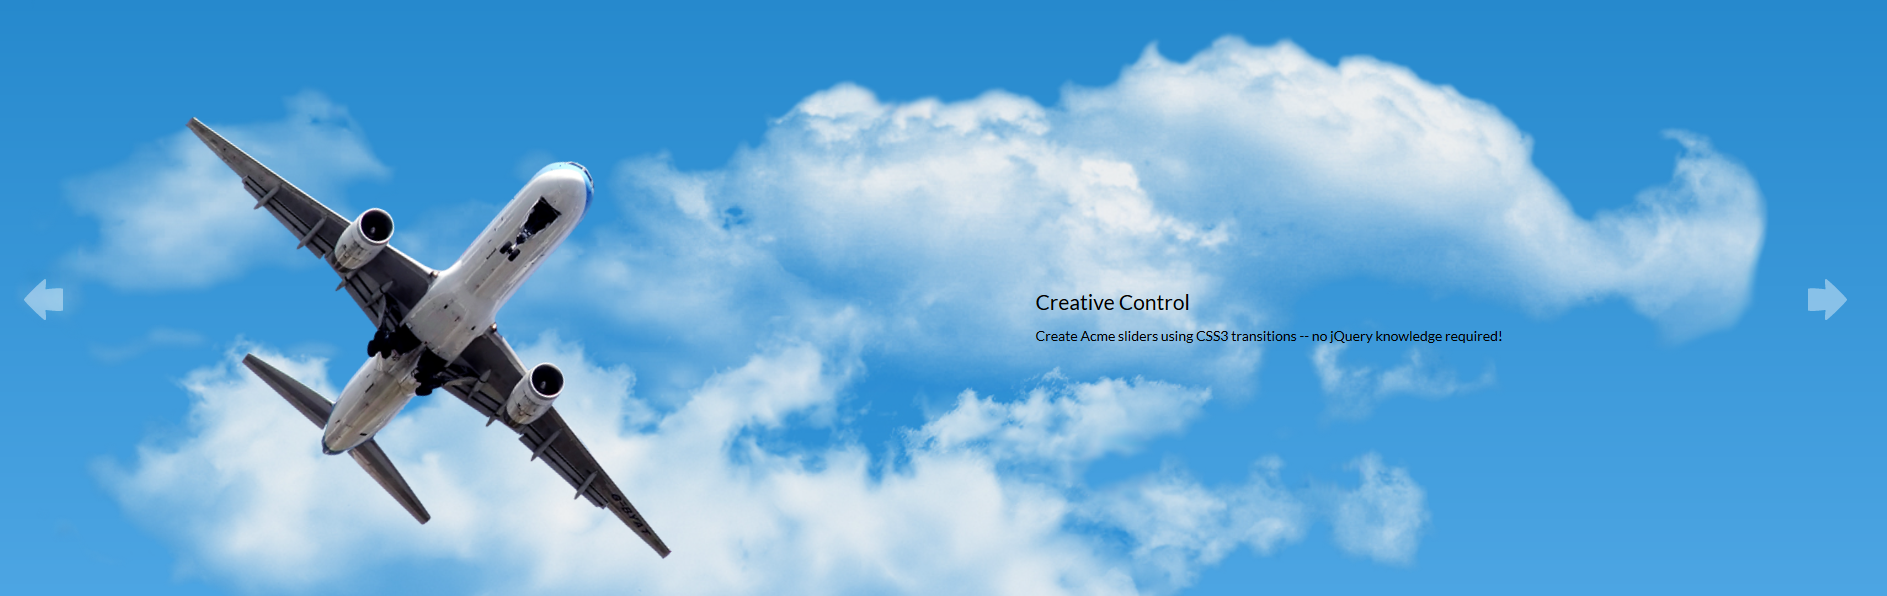 Creative Control
Create Acme sliders using CSS3 transitions -- no jQuery knowledge required!